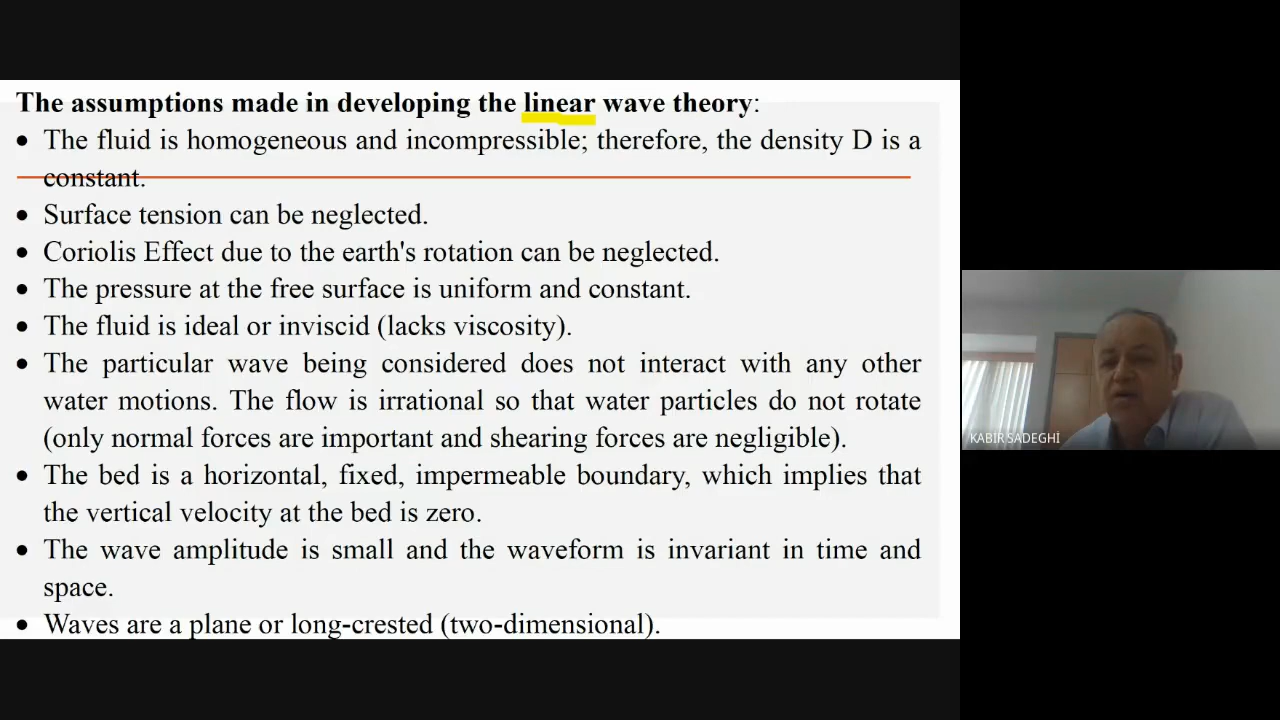 The assumptions made in developing the linear wave theory:
• The fluid is homogeneous and incompressible; therefore, the density D is a
constant.
• Surface tension can be neglected.
• Coriolis Effect due to the earth's rotation can be neglected.
• The pressure at the free surface is uniform and constant.
• The fluid is ideal or inviscid (lacks viscosity).
• The particular wave being considered does not interact with any other
water motions. The flow is irrational so that water particles do not rotate
(only normal forces are important and shearing forces are negligible).
• The bed is a horizontal, fixed, impermeable boundary, which implies that
the vertical velocity at the bed is zero.
• The wave amplitude is small and the waveform is invariant in time and
space.
• Waves are a plane or long-crested (two-dimensional).
KABIR SADEGHİ